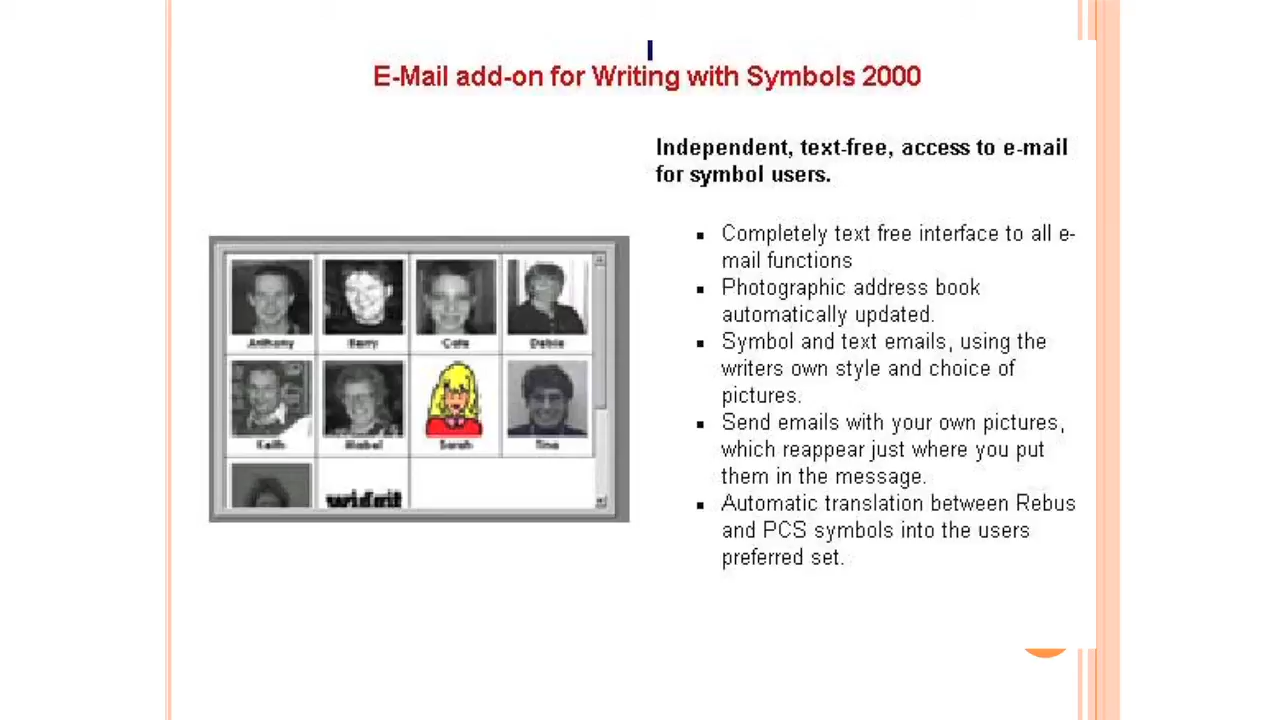 E-Mail add-on for Writing with Symbols 2000
Independent, text-free, access to e-mail
for symbol users.
Completely text free interface to all e-
mail functions
Photographic address book
automatically updated.
Symbol and text emails, using the
writers own style and choice of
pictures.
Send emails with your own pictures,
which reappear just where you put
them in the message.
Automatic translation between Rebus
and PCS symbols into the users
preferred set.
Anthony Barry Cate Debie
Keith Mabel Sarah Tina